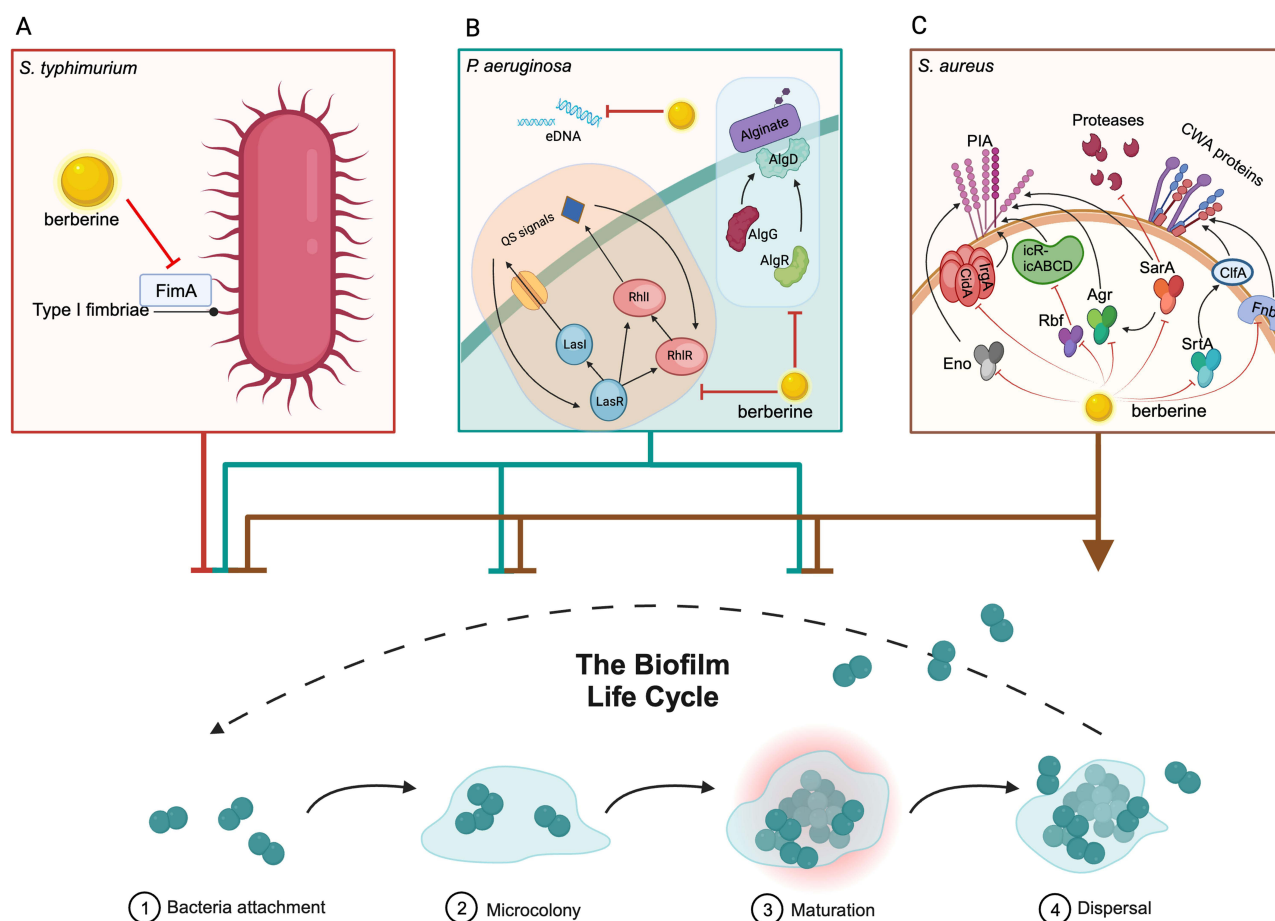 A
S. typhimurium
berberine
FimA
Type I fimbriae
B
P. aeruginosa
eDNA
Alginate
AlgD
AlgG
AlgR
QS signals
RhlI
LasI
RhlR
LasR
berberine
C
S. aureus
PIA
Proteases
CWA proteins
icR-
icABCD
IrgA
CidA
SarA
ClfA
Agr
Fnb
Rbf
SrtA
Eno
berberine
The Biofilm
Life Cycle
1 Bacteria attachment
2 Microcolony
3 Maturation
4 Dispersal